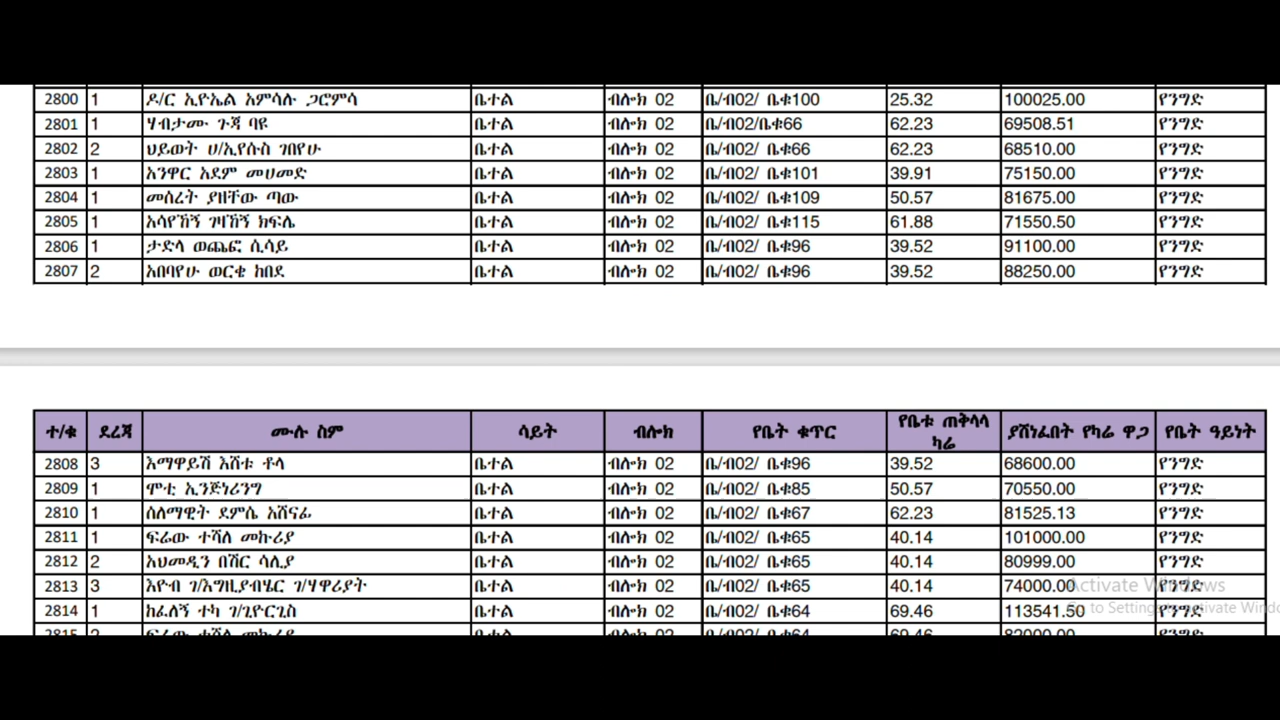 2800 1 ዶ/ር ኢዮኤል አምሳሉ ጋሮምሳ ቤተል ብሎክ 02 ቤ/ብ02/ ቤቁ100 25.32 100025.00 የንግድ
2801 1 ሃብታሙ ጉጃ ባዩ ቤተል ብሎክ 02 ቤ/ብ02/ቤቁ66 62.23 69508.51 የንግድ
2802 2 ህይወት ሀ/ኢየሱስ ገበየሁ ቤተል ብሎክ 02 ቤ/ብ02/ ቤቁ66 62.23 68510.00 የንግድ
2803 1 አንዋር አደም መሀመድ ቤተል ብሎክ 02 ቤ/ብ02/ ቤቁ101 39.91 75150.00 የንግድ
2804 1 መሰረት ያዘቸው ጣው ቤተል ብሎክ 02 ቤ/ብ02/ ቤቁ109 50.57 81675.00 የንግድ
2805 1 አሳየኸኝ ገዛኸኝ ክፍሌ ቤተል ብሎክ 02 ቤ/ብ02/ ቤቁ115 61.88 71550.50 የንግድ
2806 1 ታድላ ወጨፎ ሲሳይ ቤተል ብሎክ 02 ቤ/ብ02/ ቤቁ96 39.52 91100.00 የንግድ
2807 2 አበባየሁ ወርቄ ከበደ ቤተል ብሎክ 02 ቤ/ብ02/ ቤቁ96 39.52 88250.00 የንግድ
ተ/ቁ ደረጃ ሙሉ ስም ሳይት ብሎክ የቤት ቁጥር የቤቱ ጠቅላላ ካሬ ያሸነፈበት የካሬ ዋጋ የቤት ዓይነት
2808 3 እማዋይሽ እሸቱ ቶላ ቤተል ብሎክ 02 ቤ/ብ02/ ቤቁ96 39.52 68600.00 የንግድ
2809 1 ሞቲ ኢንጅነሪንግ ቤተል ብሎክ 02 ቤ/ብ02/ ቤቁ85 50.57 70550.00 የንግድ
2810 1 ሰለማዊት ደምሴ አሸናፊ ቤተል ብሎክ 02 ቤ/ብ02/ ቤቁ67 62.23 81525.13 የንግድ
2811 1 ፍሬው ተሻለ መኩሪያ ቤተል ብሎክ 02 ቤ/ብ02/ ቤቁ65 40.14 101000.00 የንግድ
2812 2 አህመዲን በሽር ሳሊያ ቤተል ብሎክ 02 ቤ/ብ02/ ቤቁ65 40.14 80999.00 የንግድ
2813 3 እዮብ ገ/እግዚያብሄር ገ/ሃዋሪያት ቤተል ብሎክ 02 ቤ/ብ02/ ቤቁ65 40.14 74000.00 የንግድ
Activate Windows
2814 1 ከፈለኝ ተካ ገ/ጊዮርጊስ ቤተል ብሎክ 02 ቤ/ብ02/ ቤቁ64 69.46 113541.50 የንግድ
Go to Settings to activate